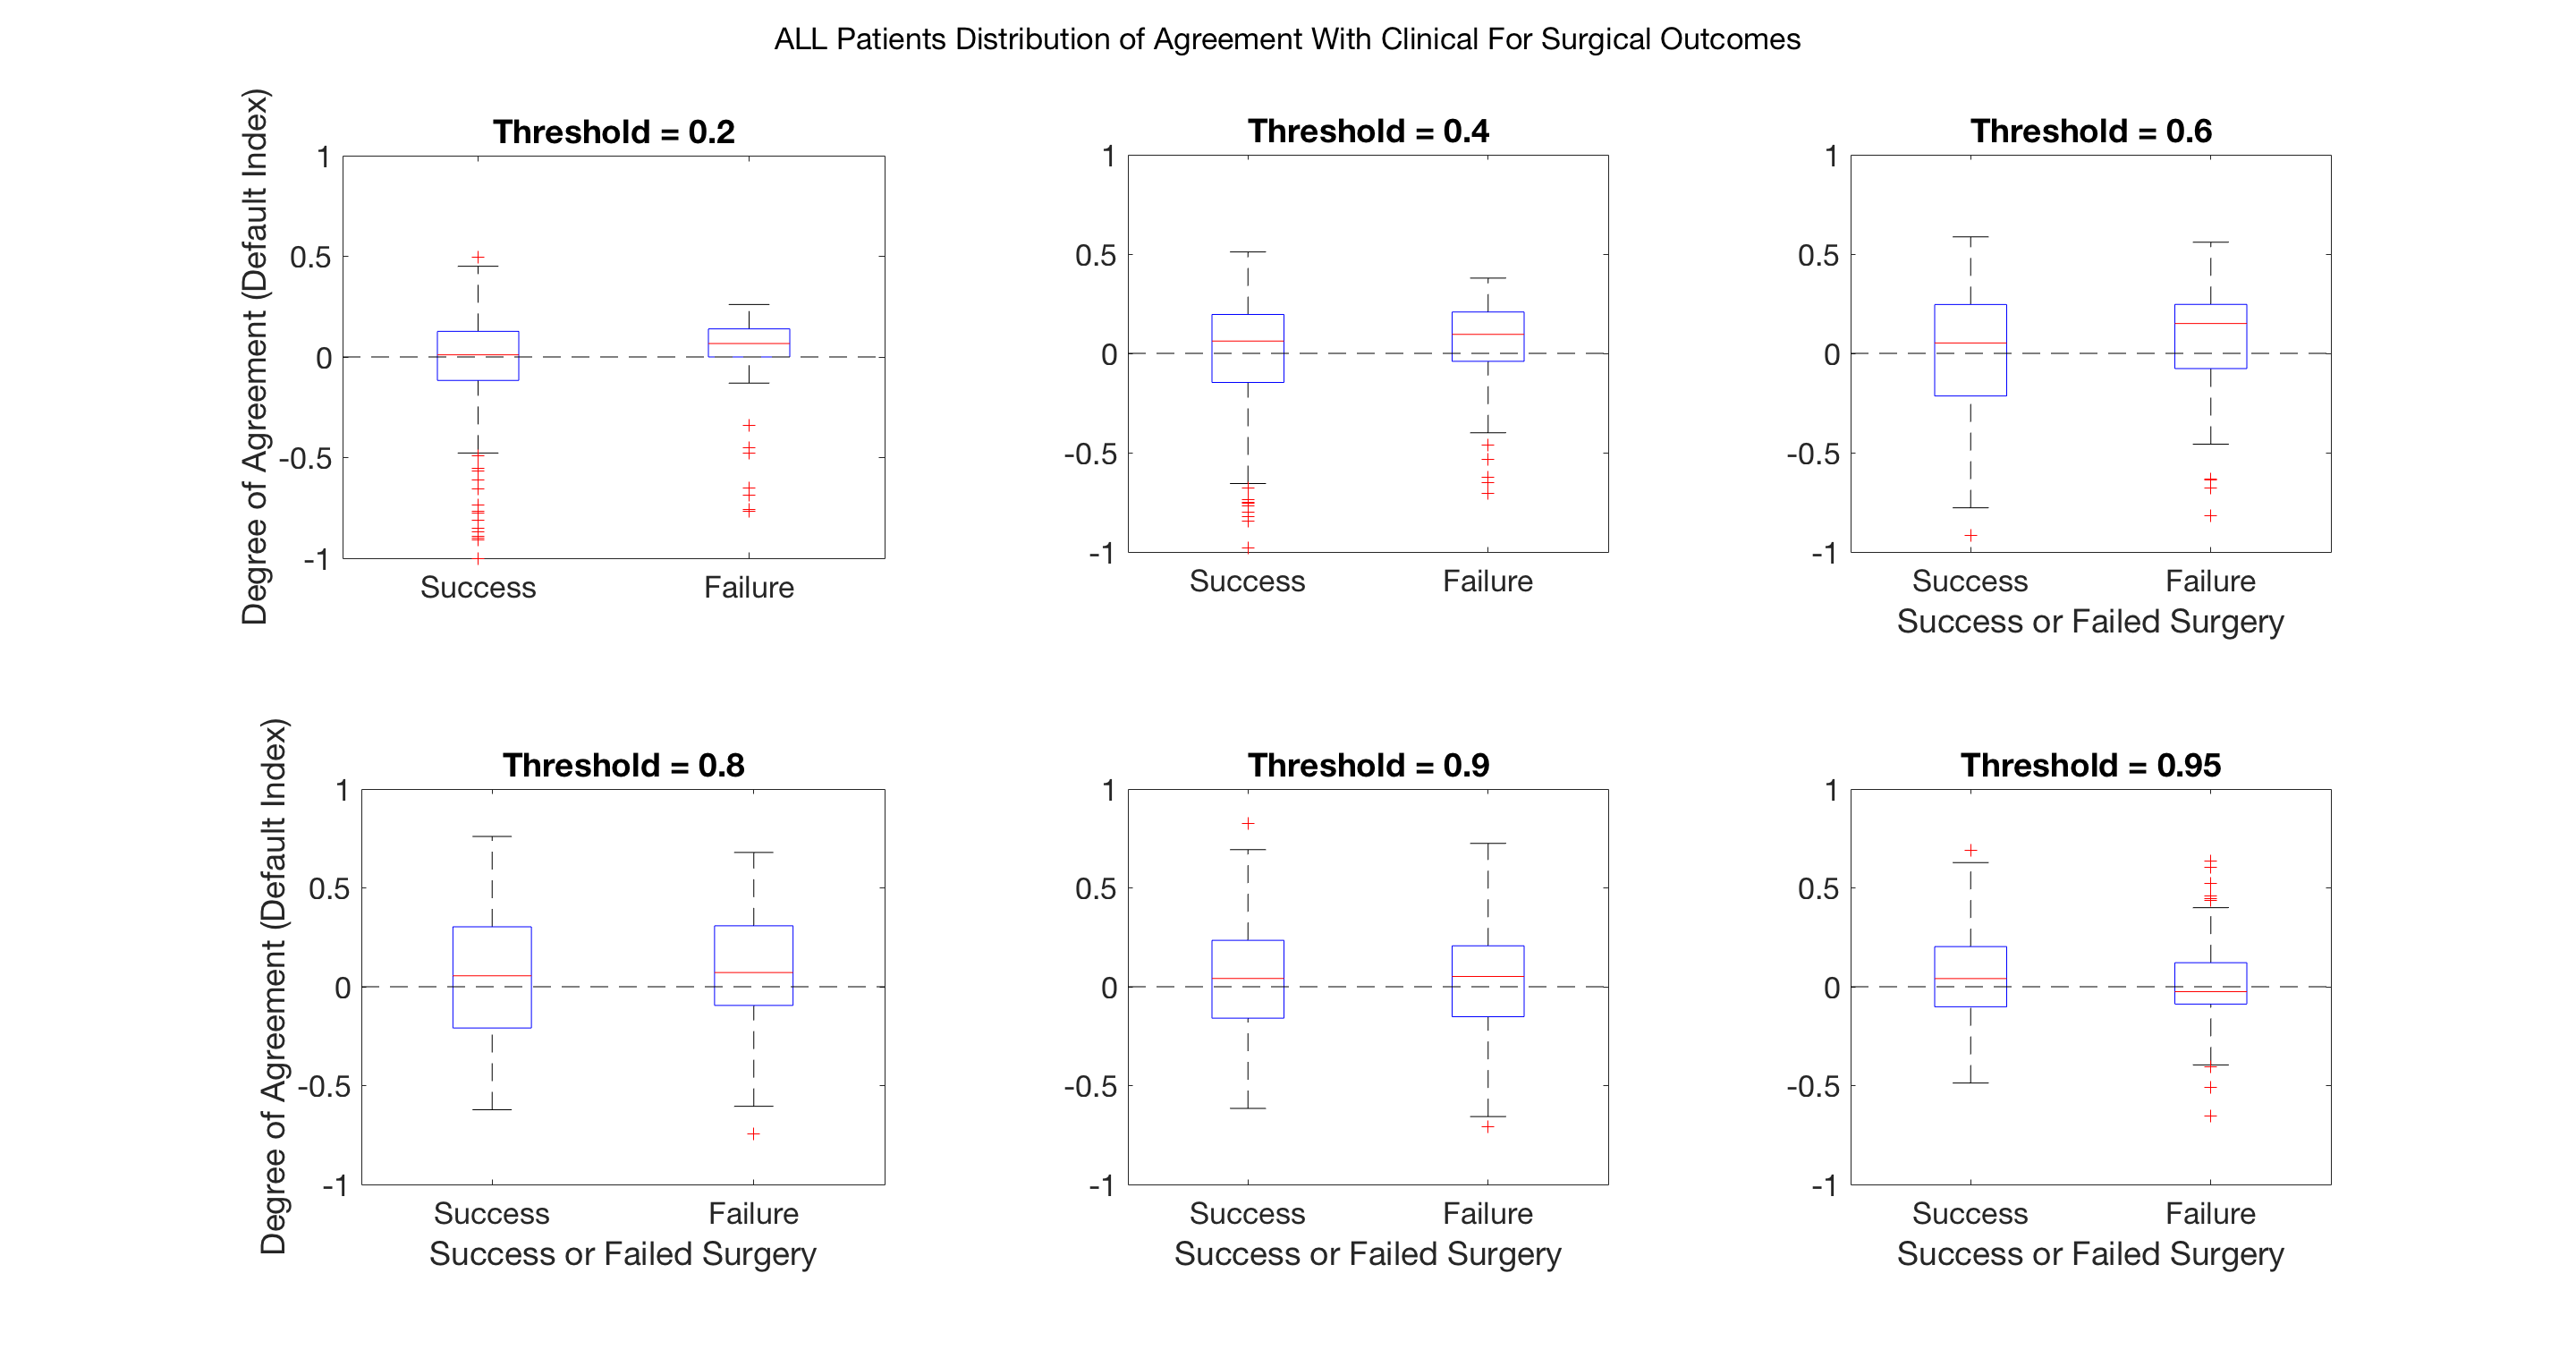 ALL Patients Distribution of Agreement With Clinical For Surgical Outcomes
Threshold = 0.2
Degree of Agreement (Default Index)
1
0.5
0
-0.5
-1
Success Failure
Threshold = 0.4
1
0.5
0
-0.5
-1
Success Failure
Threshold = 0.6
1
0.5
0
-0.5
-1
Success Failure
Success or Failed Surgery
Threshold = 0.8
Degree of Agreement (Default Index)
1
0.5
0
-0.5
-1
Success Failure
Success or Failed Surgery
Threshold = 0.9
1
0.5
0
-0.5
-1
Success Failure
Success or Failed Surgery
Threshold = 0.95
1
0.5
0
-0.5
-1
Success Failure
Success or Failed Surgery